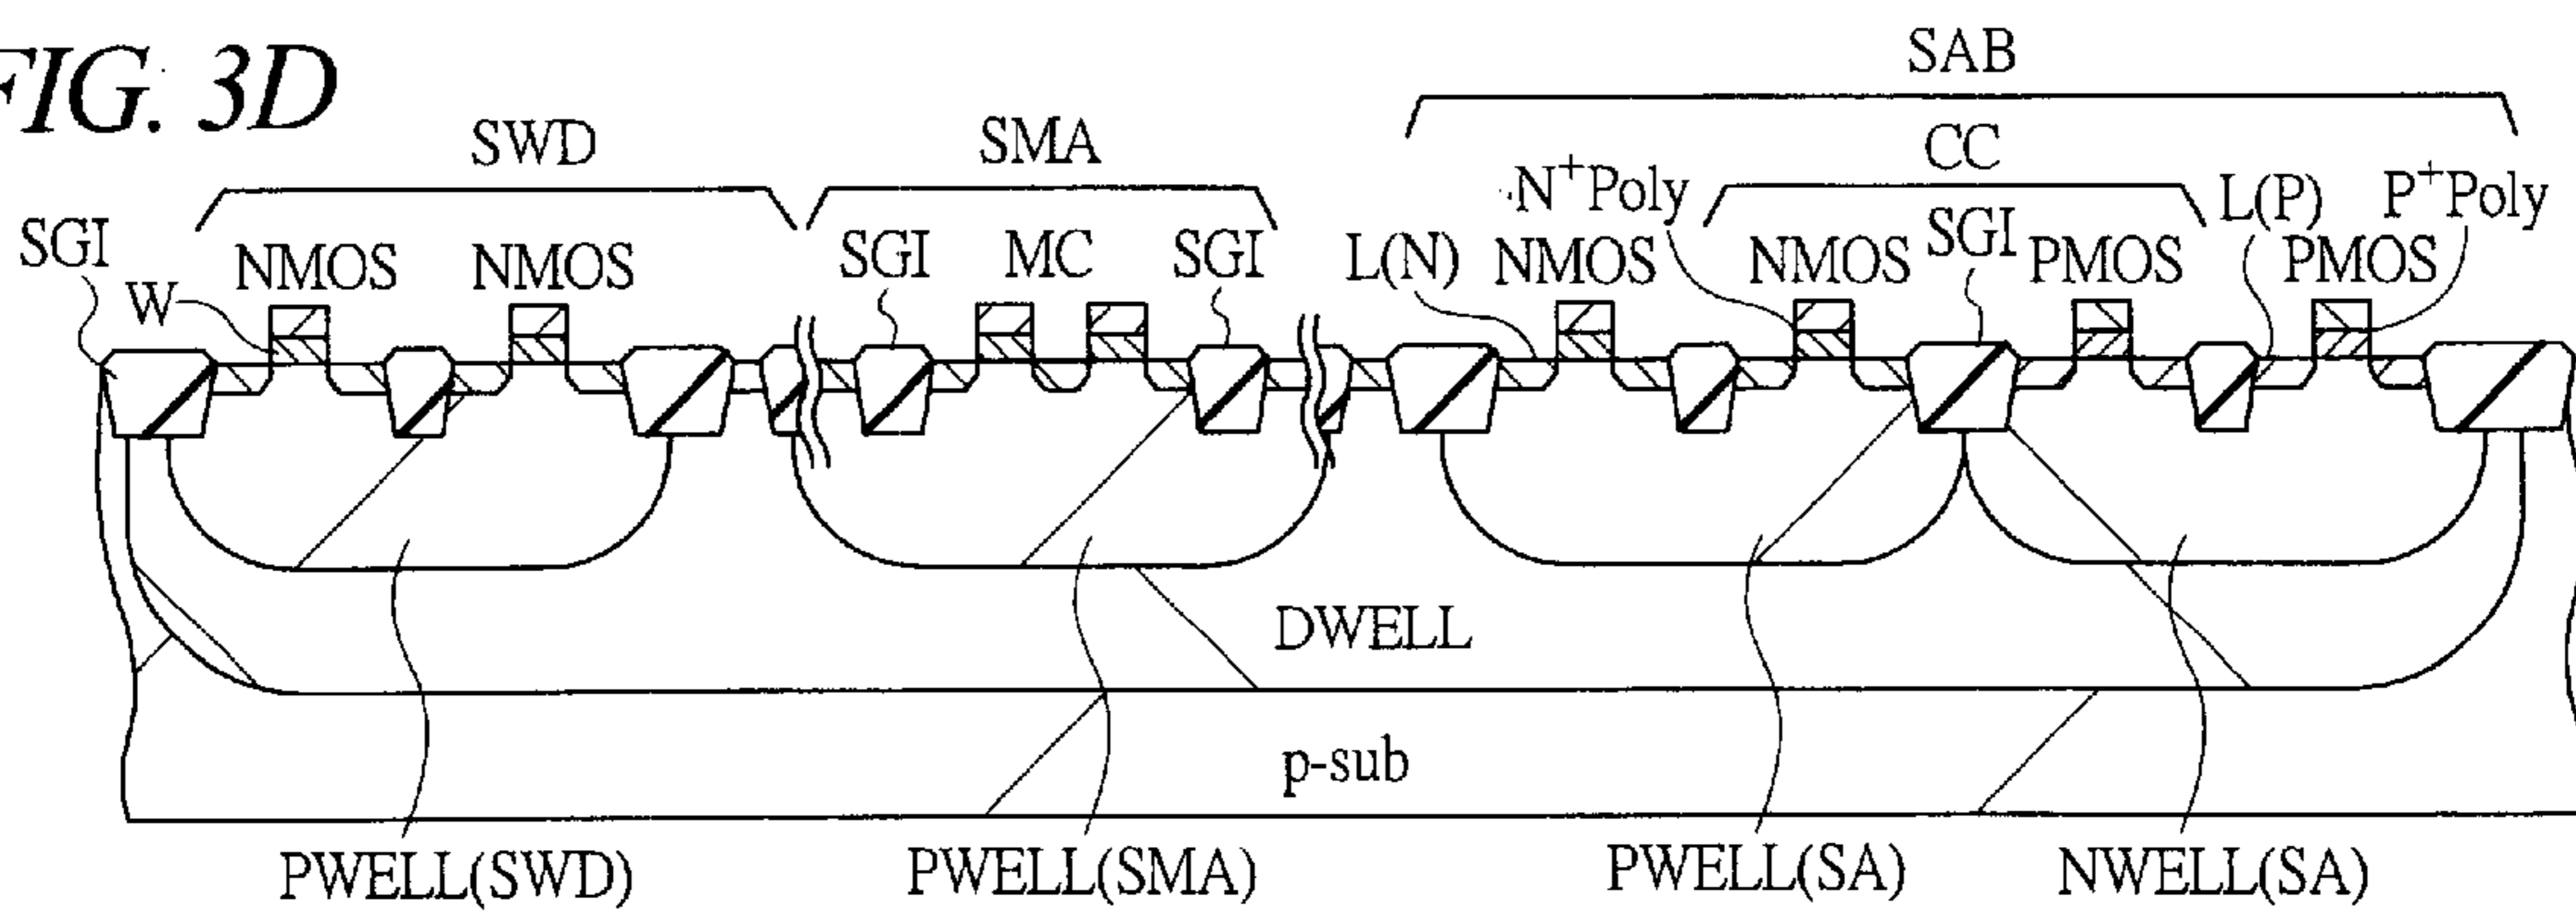 FIG. 3D
SAB
SWD
SMA
CC
N+Poly
L(P)
P+Poly
SGI
W
NMOS
NMOS
SGI
MC
SGI
L(N)
NMOS
NMOS
SGI
PMOS
PMOS
DWELL
p-sub
PWELL(SWD)
PWELL(SMA)
PWELL(SA)
NWELL(SA)